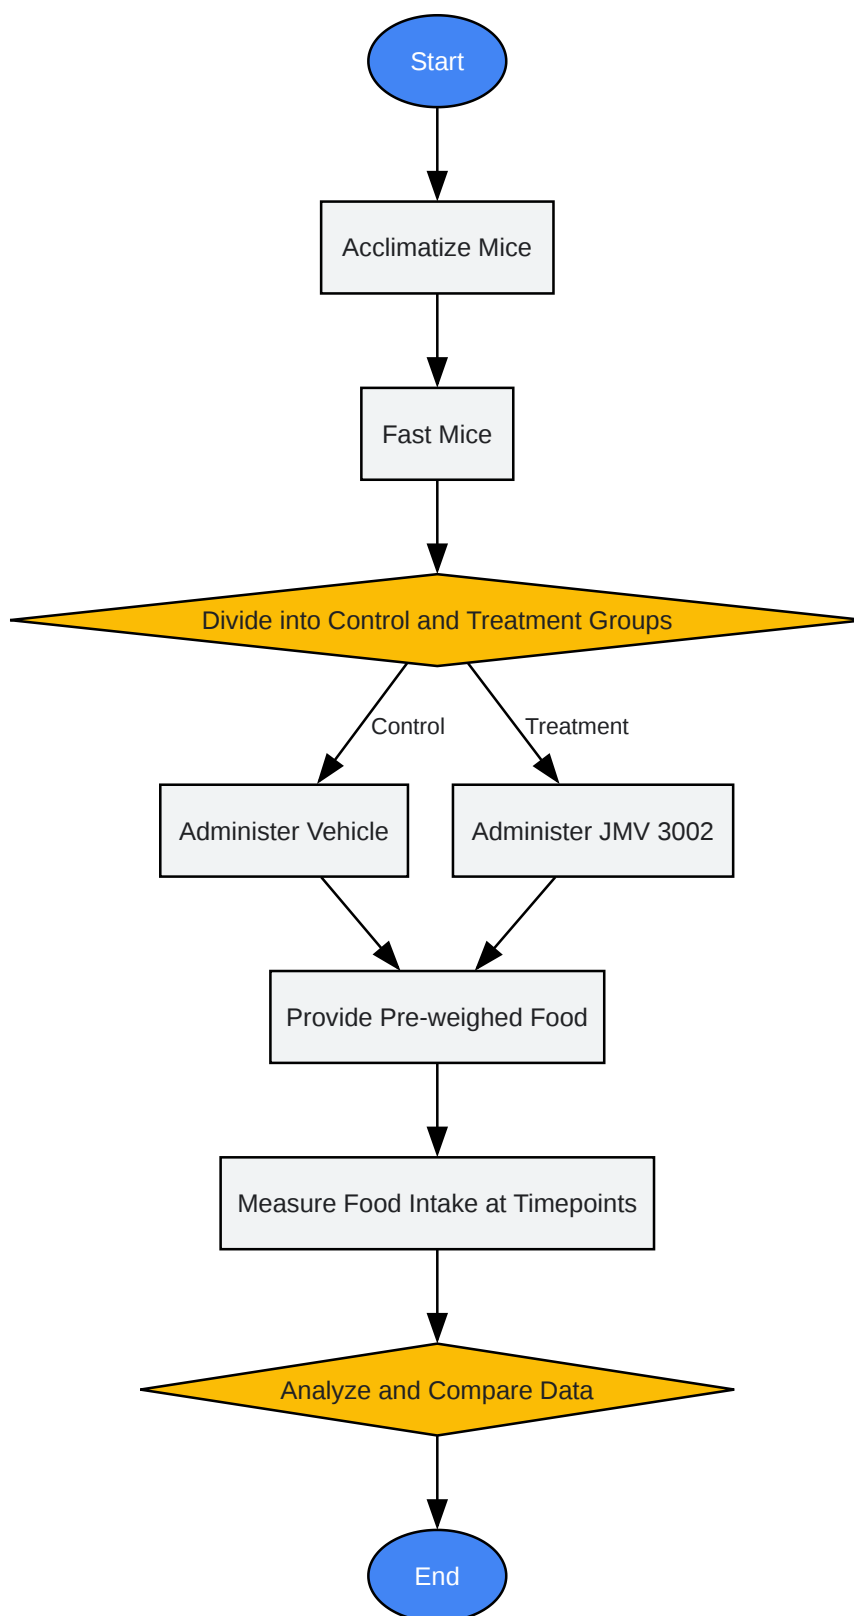 Start
Acclimatize Mice
Fast Mice
Divide into Control and Treatment Groups
Control
Treatment
Administer Vehicle
Administer JMV 3002
Provide Pre-weighed Food
Measure Food Intake at Timepoints
Analyze and Compare Data
End